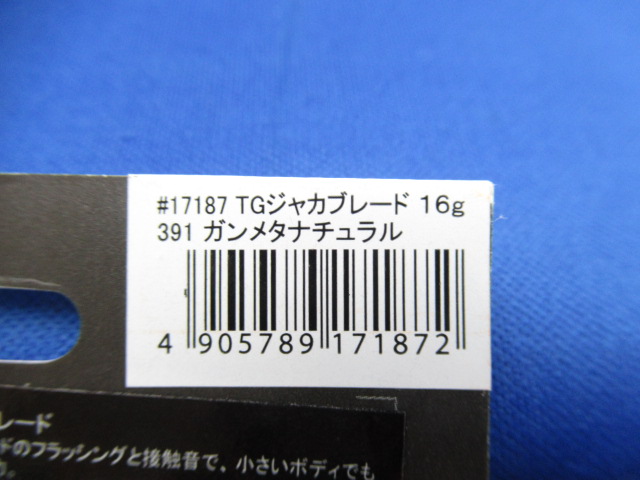 #17187 TGジャカブレード 16g
391 ガンメタナチュラル
4 905789 171872
レード
ドのフラッシングと接触音で、小さいボディでも